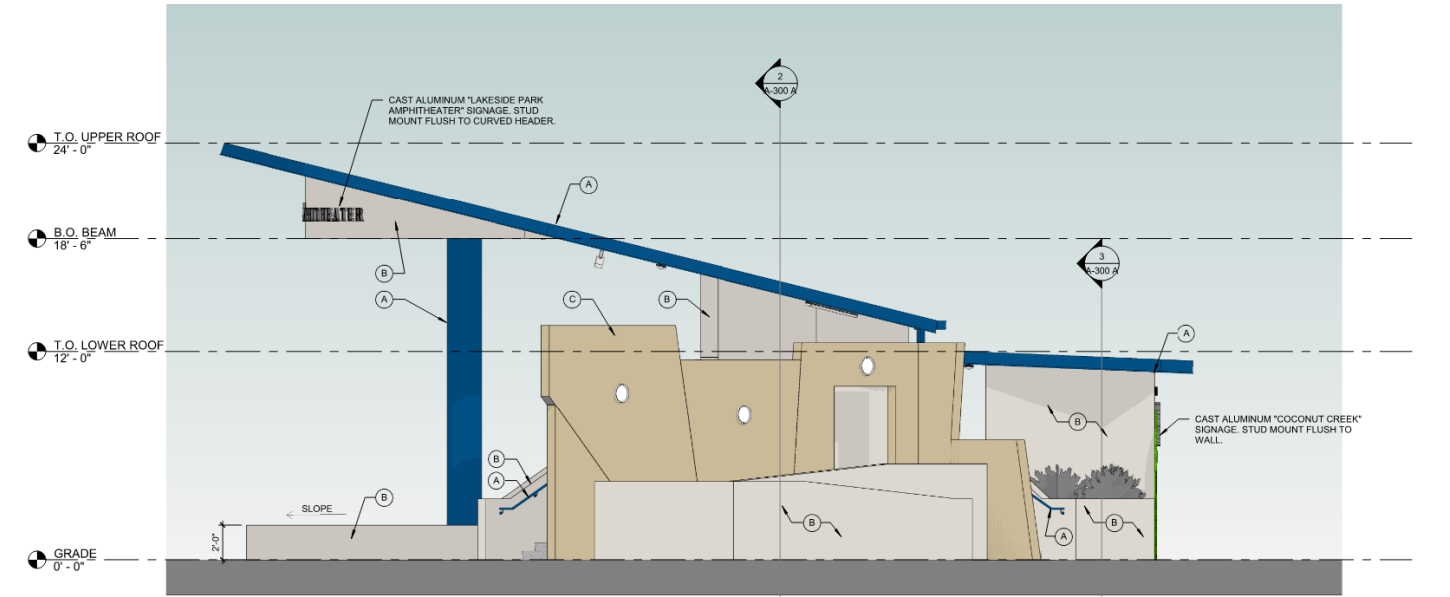 2
A-300 A
CAST ALUMINUM "LAKESIDE PARK
AMPHITHEATER" SIGNAGE. STUD
MOUNT FLUSH TO CURVED HEADER.
T.O. UPPER ROOF
24' - 0"
A
HITHEATER
B
B.O. BEAM
18' - 6"
3
A-300 A
B
A
C
B
A
T.O. LOWER ROOF
12' - 0"
CAST ALUMINUM "COCONUT CREEK"
SIGNAGE. STUD MOUNT FLUSH TO
WALL.
B
B
A
B
SLOPE
B
B
A
2'-0"
GRADE
0' - 0"